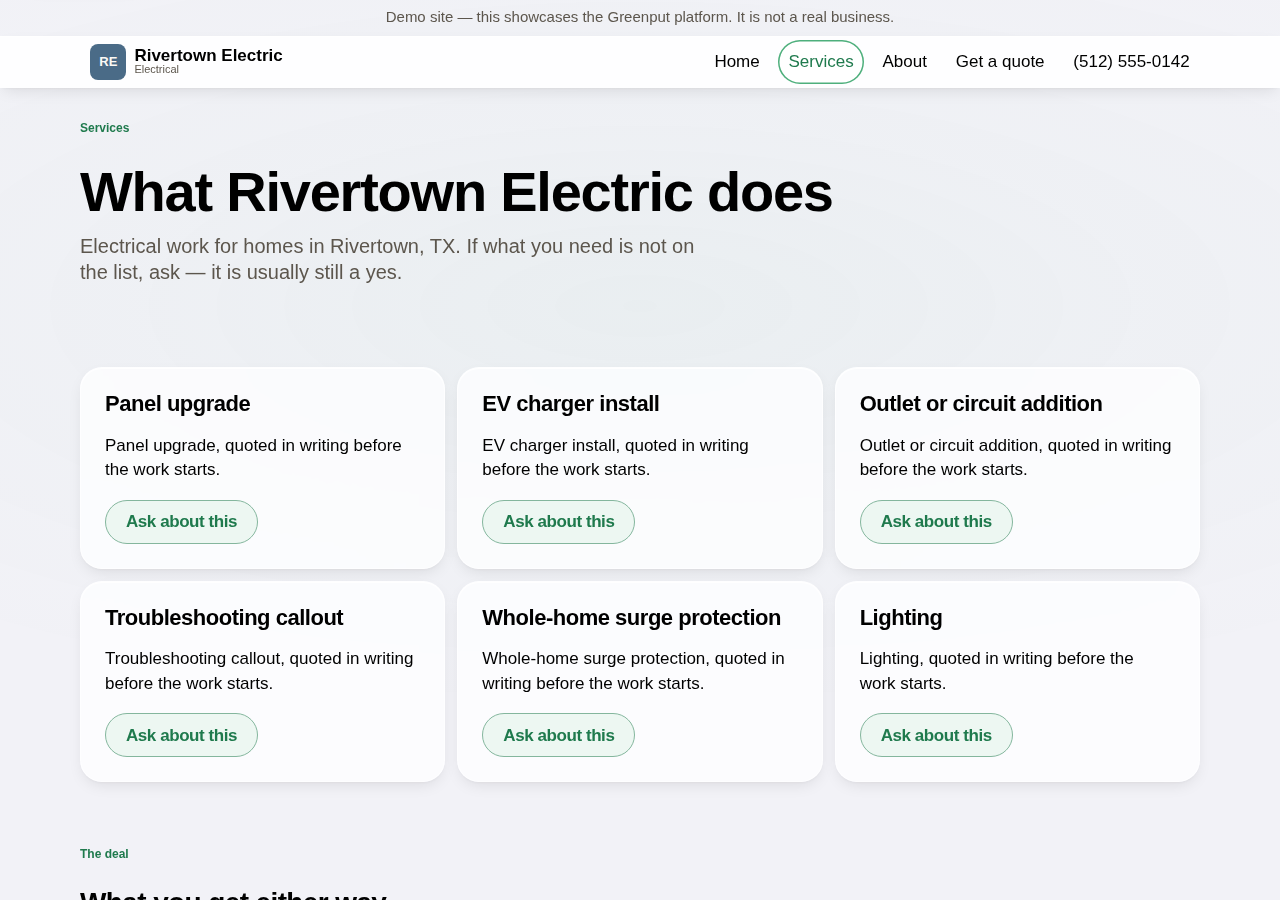 Demo site — this showcases the Greenput platform. It is not a real business.
RE
Rivertown Electric
Electrical
Home
Services
About
Get a quote
(512) 555-0142
Services
What Rivertown Electric does
Electrical work for homes in Rivertown, TX. If what you need is not on
the list, ask — it is usually still a yes.
Panel upgrade
Panel upgrade, quoted in writing before
the work starts.
Ask about this
EV charger install
EV charger install, quoted in writing
before the work starts.
Ask about this
Outlet or circuit addition
Outlet or circuit addition, quoted in writing
before the work starts.
Ask about this
Troubleshooting callout
Troubleshooting callout, quoted in writing
before the work starts.
Ask about this
Whole-home surge protection
Whole-home surge protection, quoted in
writing before the work starts.
Ask about this
Lighting
Lighting, quoted in writing before the
work starts.
Ask about this
The deal
What you get either way